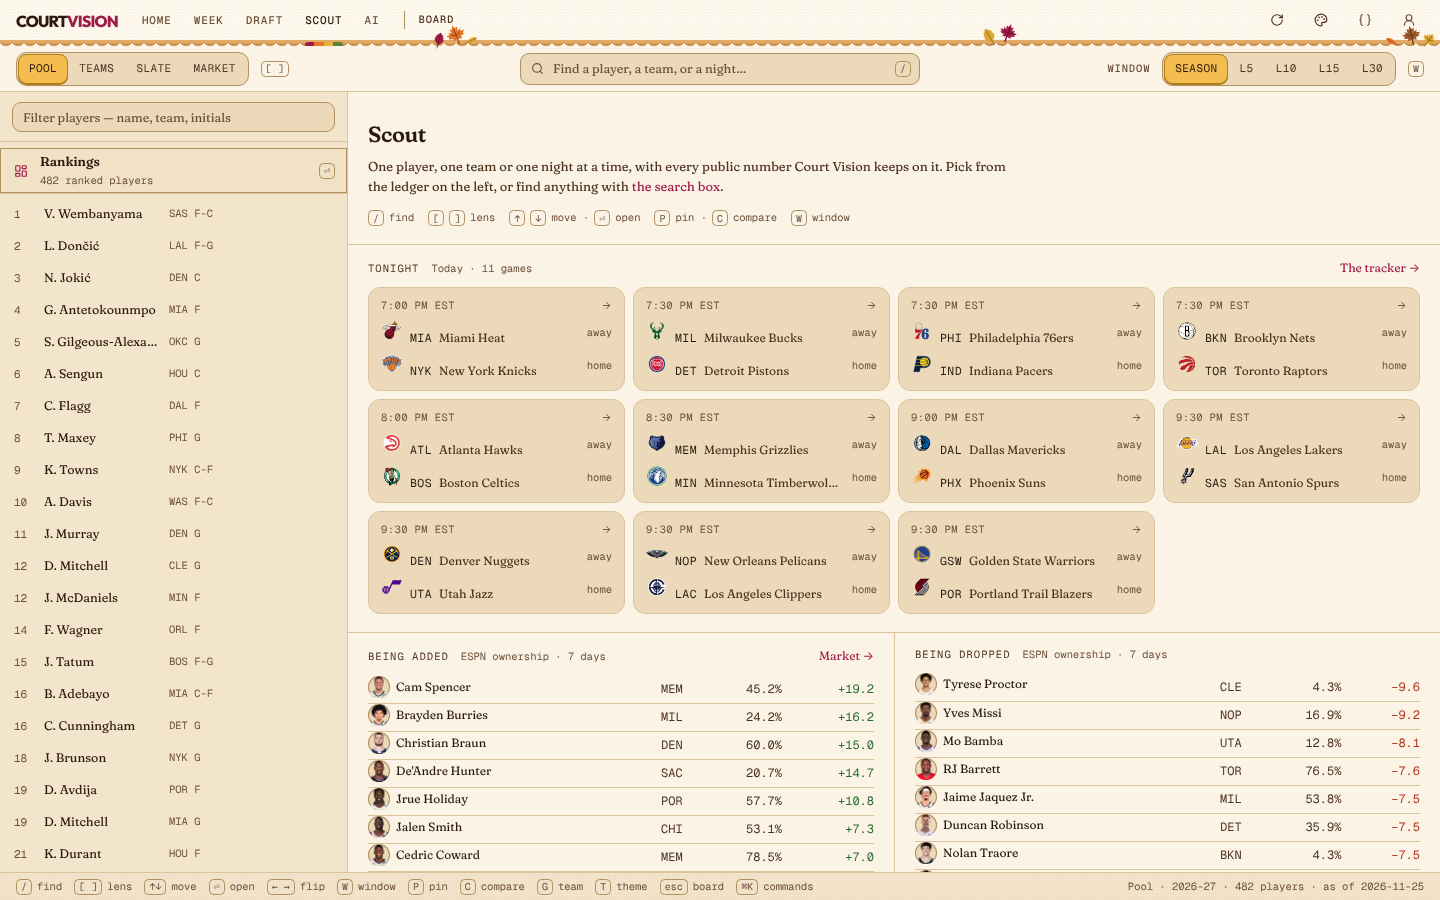 COURTVISION HOME WEEK DRAFT SCOUT AI BOARD { }
POOL TEAMS SLATE MARKET [ ] Find a player, a team, or a night... / WINDOW SEASON L5 L10 L15 L30 W
Filter players — name, team, initials
Rankings
482 ranked players ⏎
1 V. Wembanyama SAS F-C
2 L. Dončić LAL F-G
3 N. Jokić DEN C
4 G. Antetokounmpo MIA F
5 S. Gilgeous-Alexa... OKC G
6 A. Sengun HOU C
7 C. Flagg DAL F
8 T. Maxey PHI G
9 K. Towns NYK C-F
10 A. Davis WAS F-C
11 J. Murray DEN G
12 D. Mitchell CLE G
12 J. McDaniels MIN F
14 F. Wagner ORL F
15 J. Tatum BOS F-G
16 B. Adebayo MIA C-F
16 C. Cunningham DET G
18 J. Brunson NYK G
19 D. Avdija POR F
19 D. Mitchell MIA G
21 K. Durant HOU F
Scout
One player, one team or one night at a time, with every public number Court Vision keeps on it. Pick from
the ledger on the left, or find anything with the search box.
/ find [ ] lens ↑ ↓ move · ⏎ open P pin · C compare W window
TONIGHT Today · 11 games The tracker →
7:00 PM EST →
MIA Miami Heat away
NYK New York Knicks home
7:30 PM EST →
MIL Milwaukee Bucks away
DET Detroit Pistons home
7:30 PM EST →
PHI Philadelphia 76ers away
IND Indiana Pacers home
7:30 PM EST →
BKN Brooklyn Nets away
TOR Toronto Raptors home
8:00 PM EST →
ATL Atlanta Hawks away
BOS Boston Celtics home
8:30 PM EST →
MEM Memphis Grizzlies away
MIN Minnesota Timberwol... home
9:00 PM EST →
DAL Dallas Mavericks away
PHX Phoenix Suns home
9:30 PM EST →
LAL Los Angeles Lakers away
SAS San Antonio Spurs home
9:30 PM EST →
DEN Denver Nuggets away
UTA Utah Jazz home
9:30 PM EST →
NOP New Orleans Pelicans away
LAC Los Angeles Clippers home
9:30 PM EST →
GSW Golden State Warriors away
POR Portland Trail Blazers home
BEING ADDED ESPN ownership · 7 days Market →
Cam Spencer MEM 45.2% +19.2
Brayden Burries MIL 24.2% +16.2
Christian Braun DEN 60.0% +15.0
De'Andre Hunter SAC 20.7% +14.7
Jrue Holiday POR 57.7% +10.8
Jalen Smith CHI 53.1% +7.3
Cedric Coward MEM 78.5% +7.0
BEING DROPPED ESPN ownership · 7 days
Tyrese Proctor CLE 4.3% −9.6
Yves Missi NOP 16.9% −9.2
Mo Bamba UTA 12.8% −8.1
RJ Barrett TOR 76.5% −7.6
Jaime Jaquez Jr. MIL 53.8% −7.5
Duncan Robinson DET 35.9% −7.5
Nolan Traore BKN 4.3% −7.5
/ find [ ] lens ↑↓ move ⏎ open ← → flip W window P pin C compare G team T theme esc board ⌘K commands Pool · 2026-27 · 482 players · as of 2026-11-25